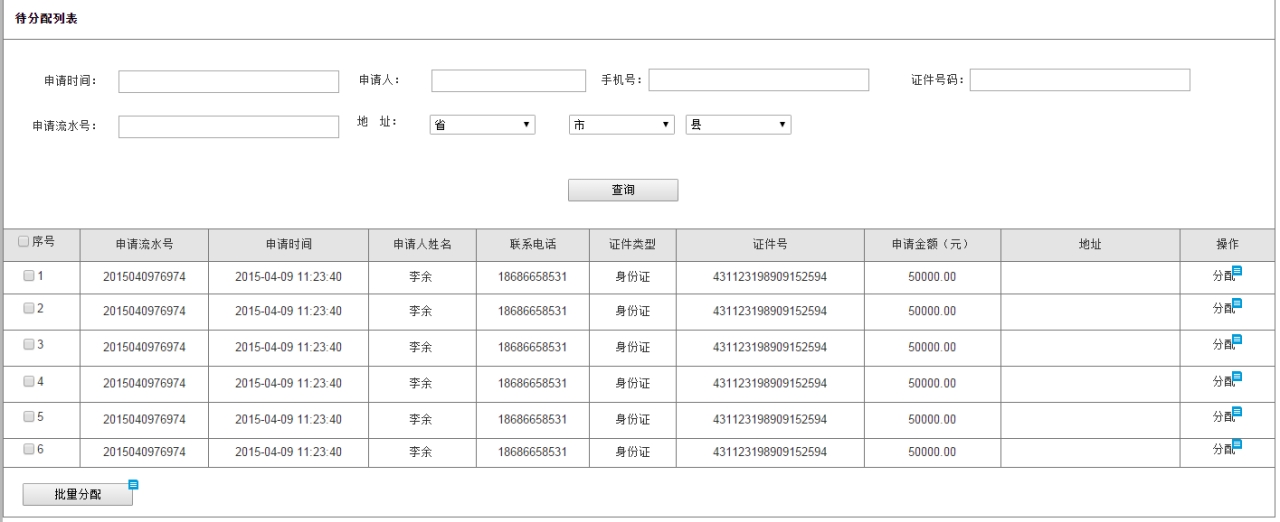 待分配列表
申请时间： 申请人： 手机号： 证件号码：
申请流水号： 地 址： 省 市 县
查询
序号 申请流水号 申请时间 申请人姓名 联系电话 证件类型 证件号 申请金额（元） 地址 操作
1 2015040976974 2015-04-09 11:23:40 李余 18686658531 身份证 431123198909152594 50000.00 分配
2 2015040976974 2015-04-09 11:23:40 李余 18686658531 身份证 431123198909152594 50000.00 分配
3 2015040976974 2015-04-09 11:23:40 李余 18686658531 身份证 431123198909152594 50000.00 分配
4 2015040976974 2015-04-09 11:23:40 李余 18686658531 身份证 431123198909152594 50000.00 分配
5 2015040976974 2015-04-09 11:23:40 李余 18686658531 身份证 431123198909152594 50000.00 分配
6 2015040976974 2015-04-09 11:23:40 李余 18686658531 身份证 431123198909152594 50000.00 分配
批量分配